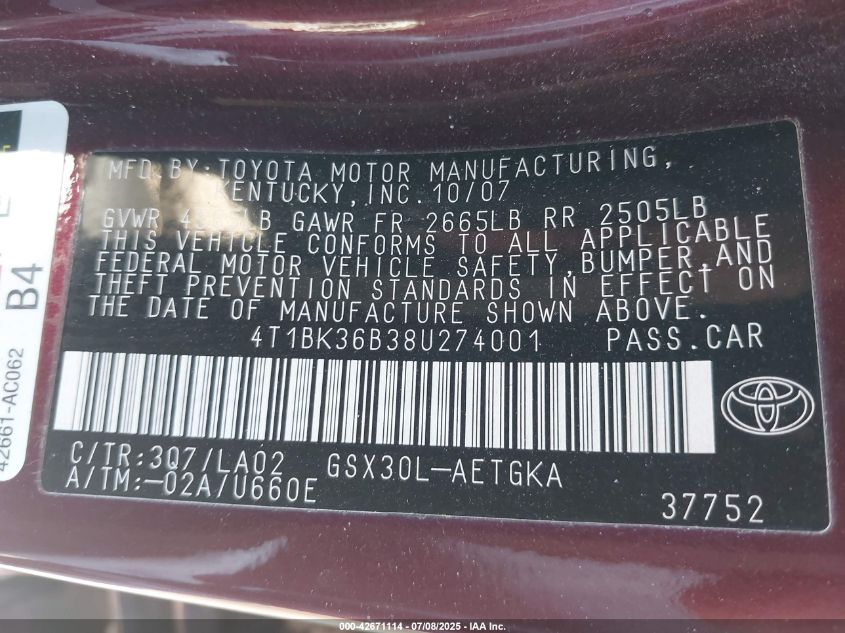 MFD.BY:TOYOTA MOTOR MANUFACTURING,
KENTUCKY,INC.10/07
GVWR GAWR FR 2665LB RR 2505LB
THIS VEHICLE CONFORMS TO ALL APPLICABLE
FEDERAL MOTOR VEHICLE SAFETY,BUMPER,AND
THEFT PREVENTION STANDARDS IN EFFECT ON
THE DATE OF MANUFACTURE SHOWN ABOVE.
4T1BK36B38U274001 PASS.CAR
C/TR:3Q7/LA02 GSX30L-AETGKA
A/TM:-02A/U660E
37752
B4
42661-AC062
000-42671114 - 07/08/2025 - IAA Inc.